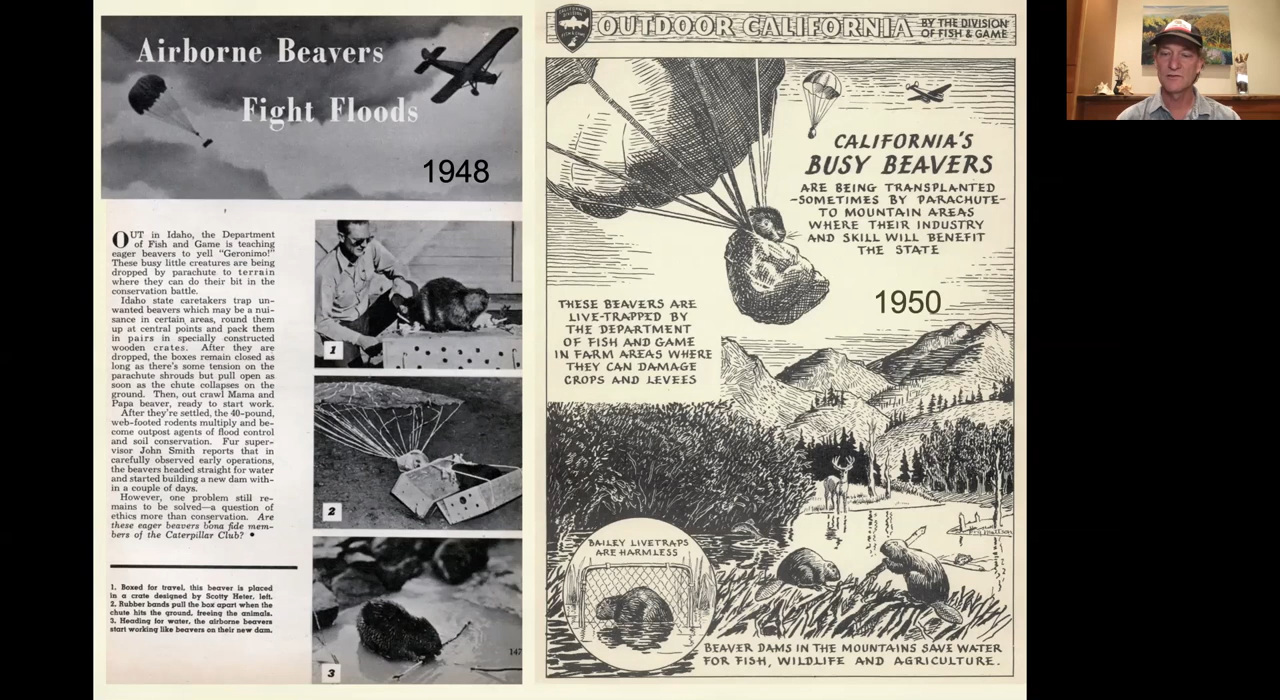 Airborne Beavers
Fight Floods
1948
OUT in Idaho, the Department
of Fish and Game is teaching
eager beavers to yell "Geronimo!"
These busy little creatures are being
dropped by parachute to terrain
where they can do their bit in the
conservation battle.
Idaho state caretakers trap un-
wanted beavers which may be a nui-
sance in certain areas, round them
up at central points and pack them
in pairs in specially constructed
wooden crates. After they are
dropped, the boxes remain closed as
long as there's some tension on the
parachute shrouds but pull open as
soon as the chute collapses on the
ground. Then, out crawl Mama and
Papa beaver, ready to start work.
After they're settled, the 40-pound,
web-footed rodents multiply and be-
come outpost agents of flood control
and soil conservation. Fur super-
visor John Smith reports that in
carefully observed early operations,
the beavers headed straight for water
and started building a new dam with-
in a couple of days.
However, one problem still re-
mains to be solved—a question of
ethics more than conservation. Are
these eager beavers bona fide mem-
bers of the Caterpillar Club? •
1. Boxed for travel, this beaver is placed
in a crate designed by Scotty Heter, left.
2. Rubber bands pull the box apart when the
chute hits the ground, freeing the animals.
3. Heading for water, the airborne beavers
start working like beavers on their new dam.
1
2
3
147
OUTDOOR CALIFORNIA
BY THE DIVISION
OF FISH & GAME
CALIFORNIA'S
BUSY BEAVERS
ARE BEING TRANSPLANTED
-SOMETIMES BY PARACHUTE-
TO MOUNTAIN AREAS
WHERE THEIR INDUSTRY
AND SKILL WILL BENEFIT
THE STATE
1950
THESE BEAVERS ARE
LIVE-TRAPPED BY
THE DEPARTMENT
OF FISH AND GAME
IN FARM AREAS WHERE
THEY CAN DAMAGE
CROPS AND LEVEES
BAILEY LIVETRAPS
ARE HARMLESS
BEAVER DAMS IN THE MOUNTAINS SAVE WATER
FOR FISH, WILDLIFE AND AGRICULTURE.